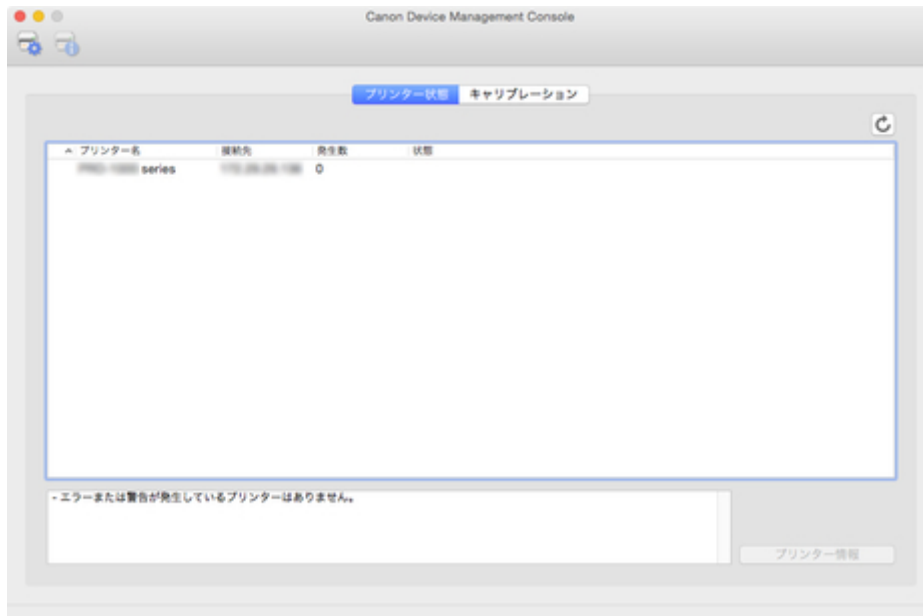 Canon Device Management Console
プリンター状態 キャリブレーション
プリンター名 接続先 発生数 状態
series 0
- エラーまたは警告が発生しているプリンターはありません。
プリンター情報